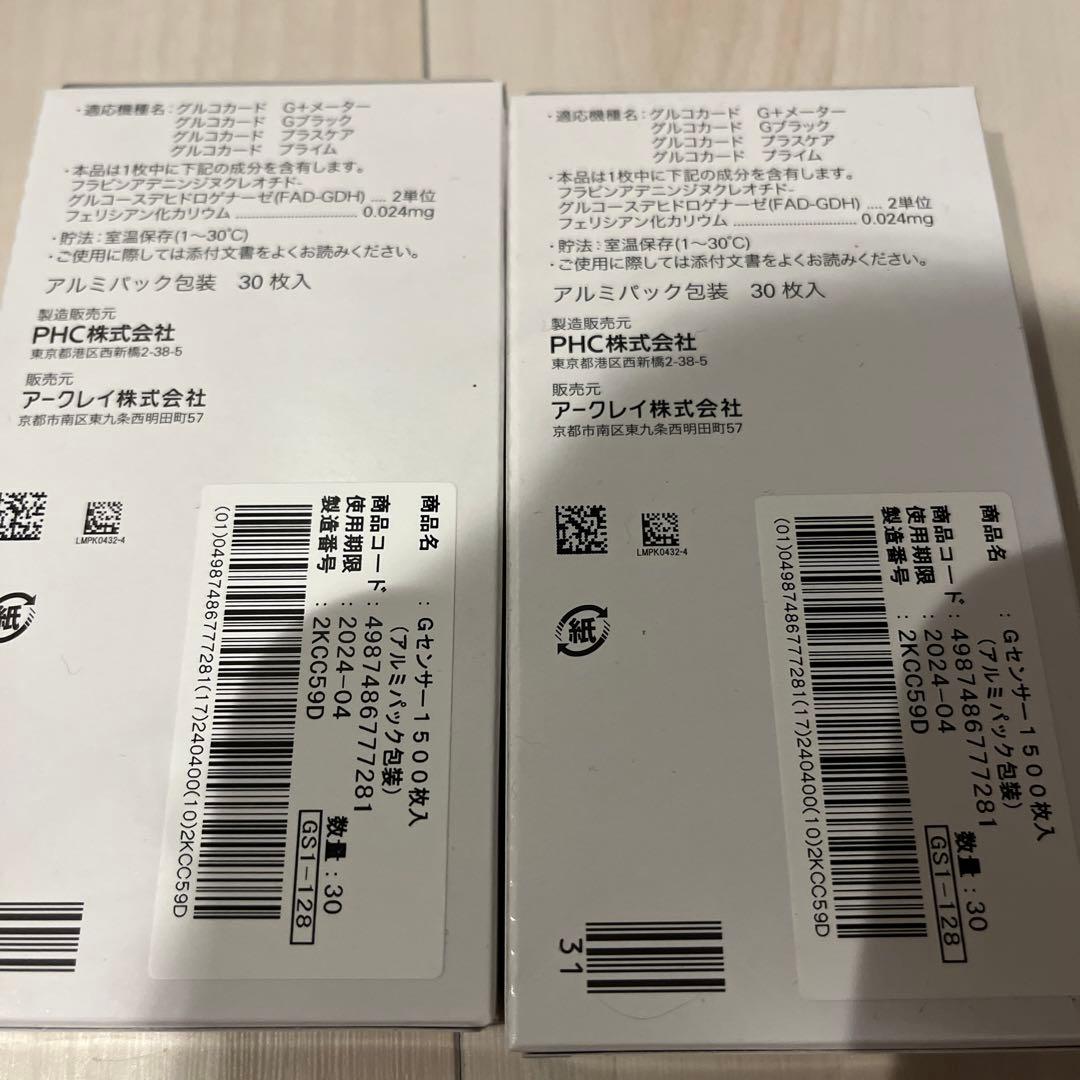 ・適応機種名：グルコカード　G＋メーター
グルコカード　Gブラック
グルコカード　プラスケア
グルコカード　プライム
・本品は1枚中に下記の成分を含有します。
フラビンアデニンジヌクレオチド-
グルコースデヒドロゲナーゼ(FAD-GDH) .... 2単位
フェリシアン化カリウム ............................ 0.024mg
・貯法：室温保存(1～30℃)
・ご使用に際しては添付文書をよくお読みください。
アルミパック包装　30枚入
製造販売元
PHC株式会社
東京都港区西新橋2-38-5
販売元
アークレイ株式会社
京都市南区東九条西明田町57
LMPK0432-4
紙
商品名　：Gセンサー1500枚入
（アルミパック包装）
商品コード：4987486777281
使用期限　：2024-04
製造番号　：2KCC59D
数量：30
GS1-128
(01)04987486777281(17)240400(10)2KCC59D
・適応機種名：グルコカード　G＋メーター
グルコカード　Gブラック
グルコカード　プラスケア
グルコカード　プライム
・本品は1枚中に下記の成分を含有します。
フラビンアデニンジヌクレオチド-
グルコースデヒドロゲナーゼ(FAD-GDH) .... 2単位
フェリシアン化カリウム ............................ 0.024mg
・貯法：室温保存(1～30℃)
・ご使用に際しては添付文書をよくお読みください。
アルミパック包装　30枚入
製造販売元
PHC株式会社
東京都港区西新橋2-38-5
販売元
アークレイ株式会社
京都市南区東九条西明田町57
LMPK0432-4
紙
商品名　：Gセンサー1500枚入
（アルミパック包装）
商品コード：4987486777281
使用期限　：2024-04
製造番号　：2KCC59D
数量：30
GS1-128
(01)04987486777281(17)240400(10)2KCC59D
31